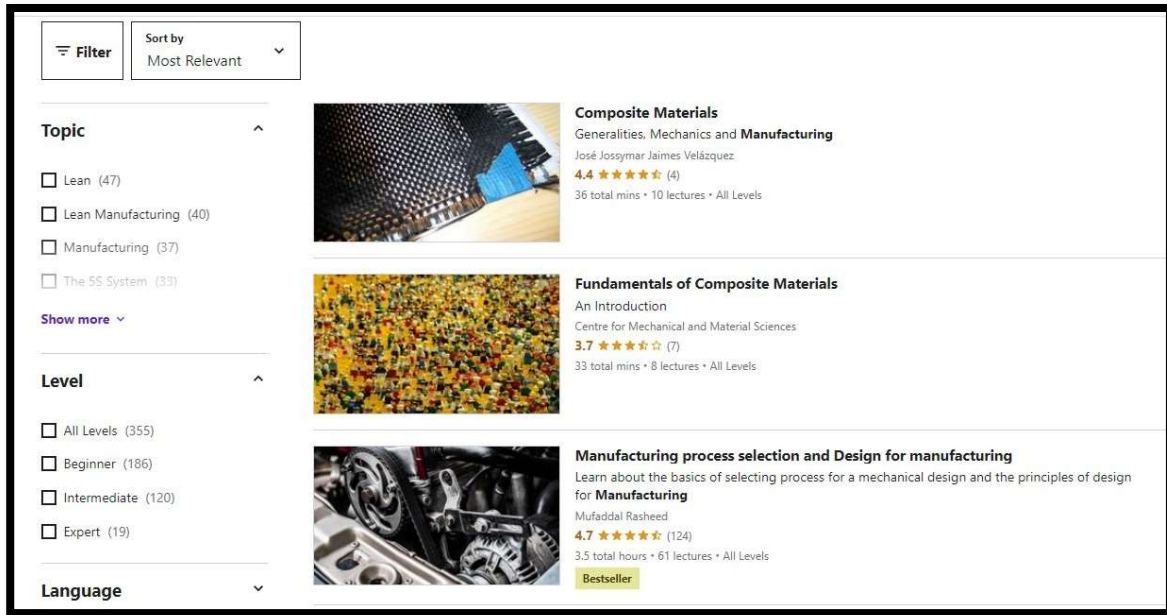 Filter
Sort by
Most Relevant
Topic
Lean (47)
Lean Manufacturing (40)
Manufacturing (37)
The 5S System (33)
Show more
Level
All Levels (355)
Beginner (186)
Intermediate (120)
Expert (19)
Language
Composite Materials
Generalities, Mechanics and Manufacturing
José Jossymar Jaimes Velázquez
4.4 (4)
36 total mins • 10 lectures • All Levels
Fundamentals of Composite Materials
An Introduction
Centre for Mechanical and Material Sciences
3.7 (7)
33 total mins • 8 lectures • All Levels
Manufacturing process selection and Design for manufacturing
Learn about the basics of selecting process for a mechanical design and the principles of design
for Manufacturing
Mufaddal Rasheed
4.7 (124)
3.5 total hours • 61 lectures • All Levels
Bestseller